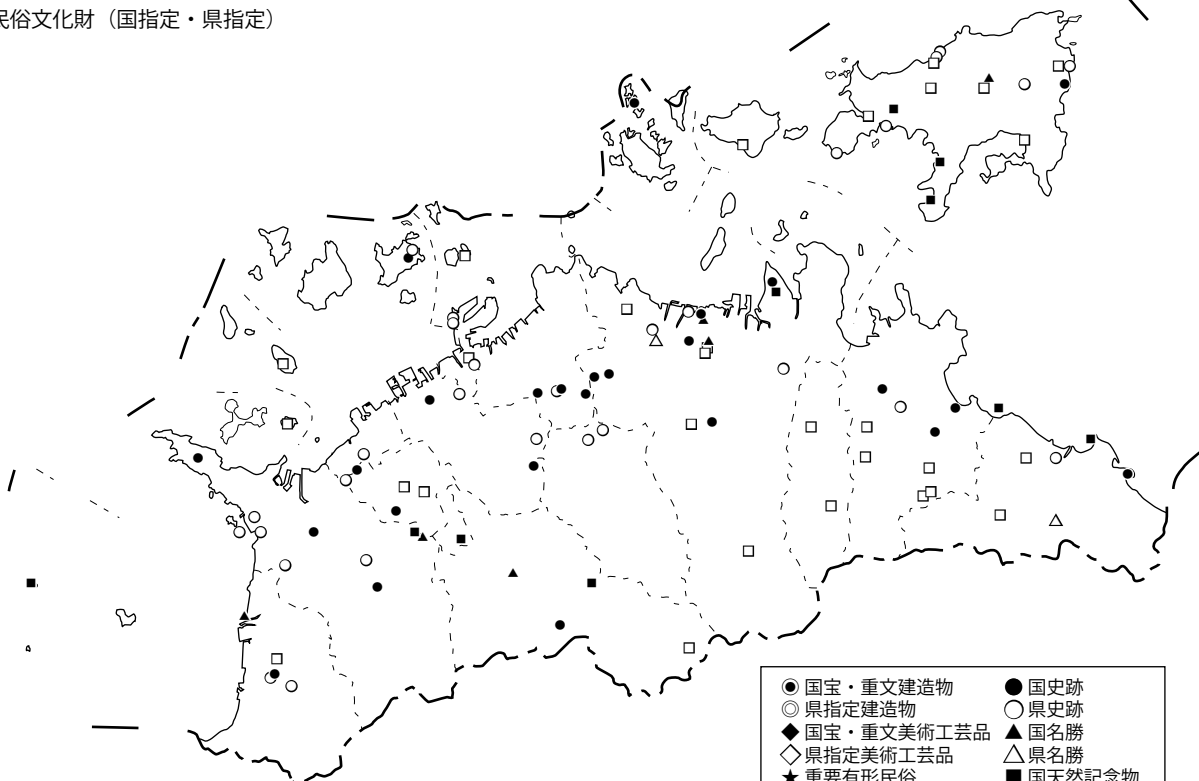 民俗文化財（国指定・県指定）
国宝・重文建造物
県指定建造物
国宝・重文美術工芸品
県指定美術工芸品
重要有形民俗
国史跡
県史跡
国名勝
県名勝
国天然記念物